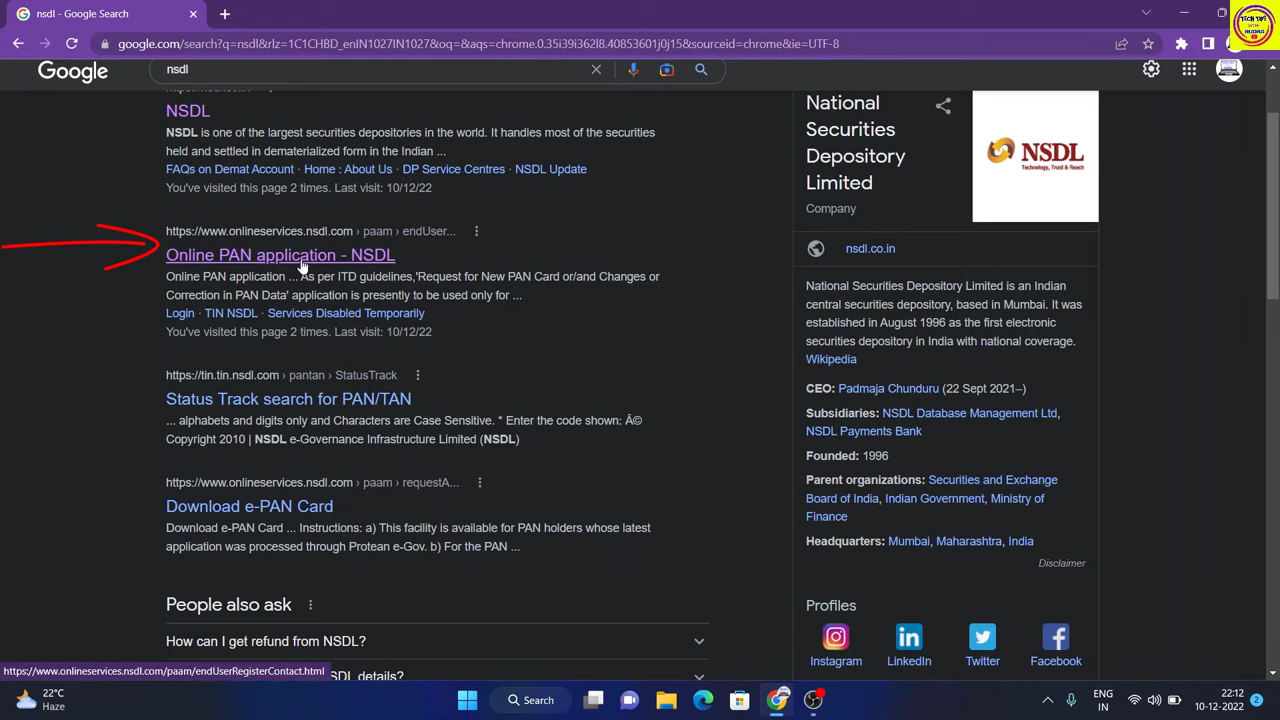 nsdl - Google Search
google.com/search?q=nsdl&rlz=1C1CHBD_enIN1027IN1027&oq=&aqs=chrome.0.35i39i362l8.40853601j0j15&sourceid=chrome&ie=UTF-8
TECH TIPS
WITH
RUDRA
Google
nsdl
NSDL
NSDL is one of the largest securities depositories in the world. It handles most of the securities
held and settled in dematerialized form in the Indian ...
FAQs on Demat Account · Home · About Us · DP Service Centres · NSDL Update
You've visited this page 2 times. Last visit: 10/12/22
https://www.onlineservices.nsdl.com › paam › endUser...
Online PAN application - NSDL
Online PAN application ... As per ITD guidelines,'Request for New PAN Card or/and Changes or
Correction in PAN Data' application is presently to be used only for ...
Login · TIN NSDL · Services Disabled Temporarily
You've visited this page 2 times. Last visit: 10/12/22
https://tin.tin.nsdl.com › pantan › StatusTrack
Status Track search for PAN/TAN
... alphabets and digits only and Characters are Case Sensitive. * Enter the code shown: Â©
Copyright 2010 | NSDL e-Governance Infrastructure Limited (NSDL)
https://www.onlineservices.nsdl.com › paam › requestA...
Download e-PAN Card
Download e-PAN Card ... Instructions: a) This facility is available for PAN holders whose latest
application was processed through Protean e-Gov. b) For the PAN ...
People also ask
How can I get refund from NSDL?
SDL details?
https://www.onlineservices.nsdl.com/paam/endUserRegisterContact.html
National
Securities
Depository
Limited
Company
NSDL
Technology, Trust & Reach
nsdl.co.in
National Securities Depository Limited is an Indian
central securities depository, based in Mumbai. It was
established in August 1996 as the first electronic
securities depository in India with national coverage.
Wikipedia
CEO: Padmaja Chunduru (22 Sept 2021–)
Subsidiaries: NSDL Database Management Ltd,
NSDL Payments Bank
Founded: 1996
Parent organizations: Securities and Exchange
Board of India, Indian Government, Ministry of
Finance
Headquarters: Mumbai, Maharashtra, India
Disclaimer
Profiles
Instagram
LinkedIn
Twitter
Facebook
22°C
Haze
Search
ENG
IN
22:12
10-12-2022
2